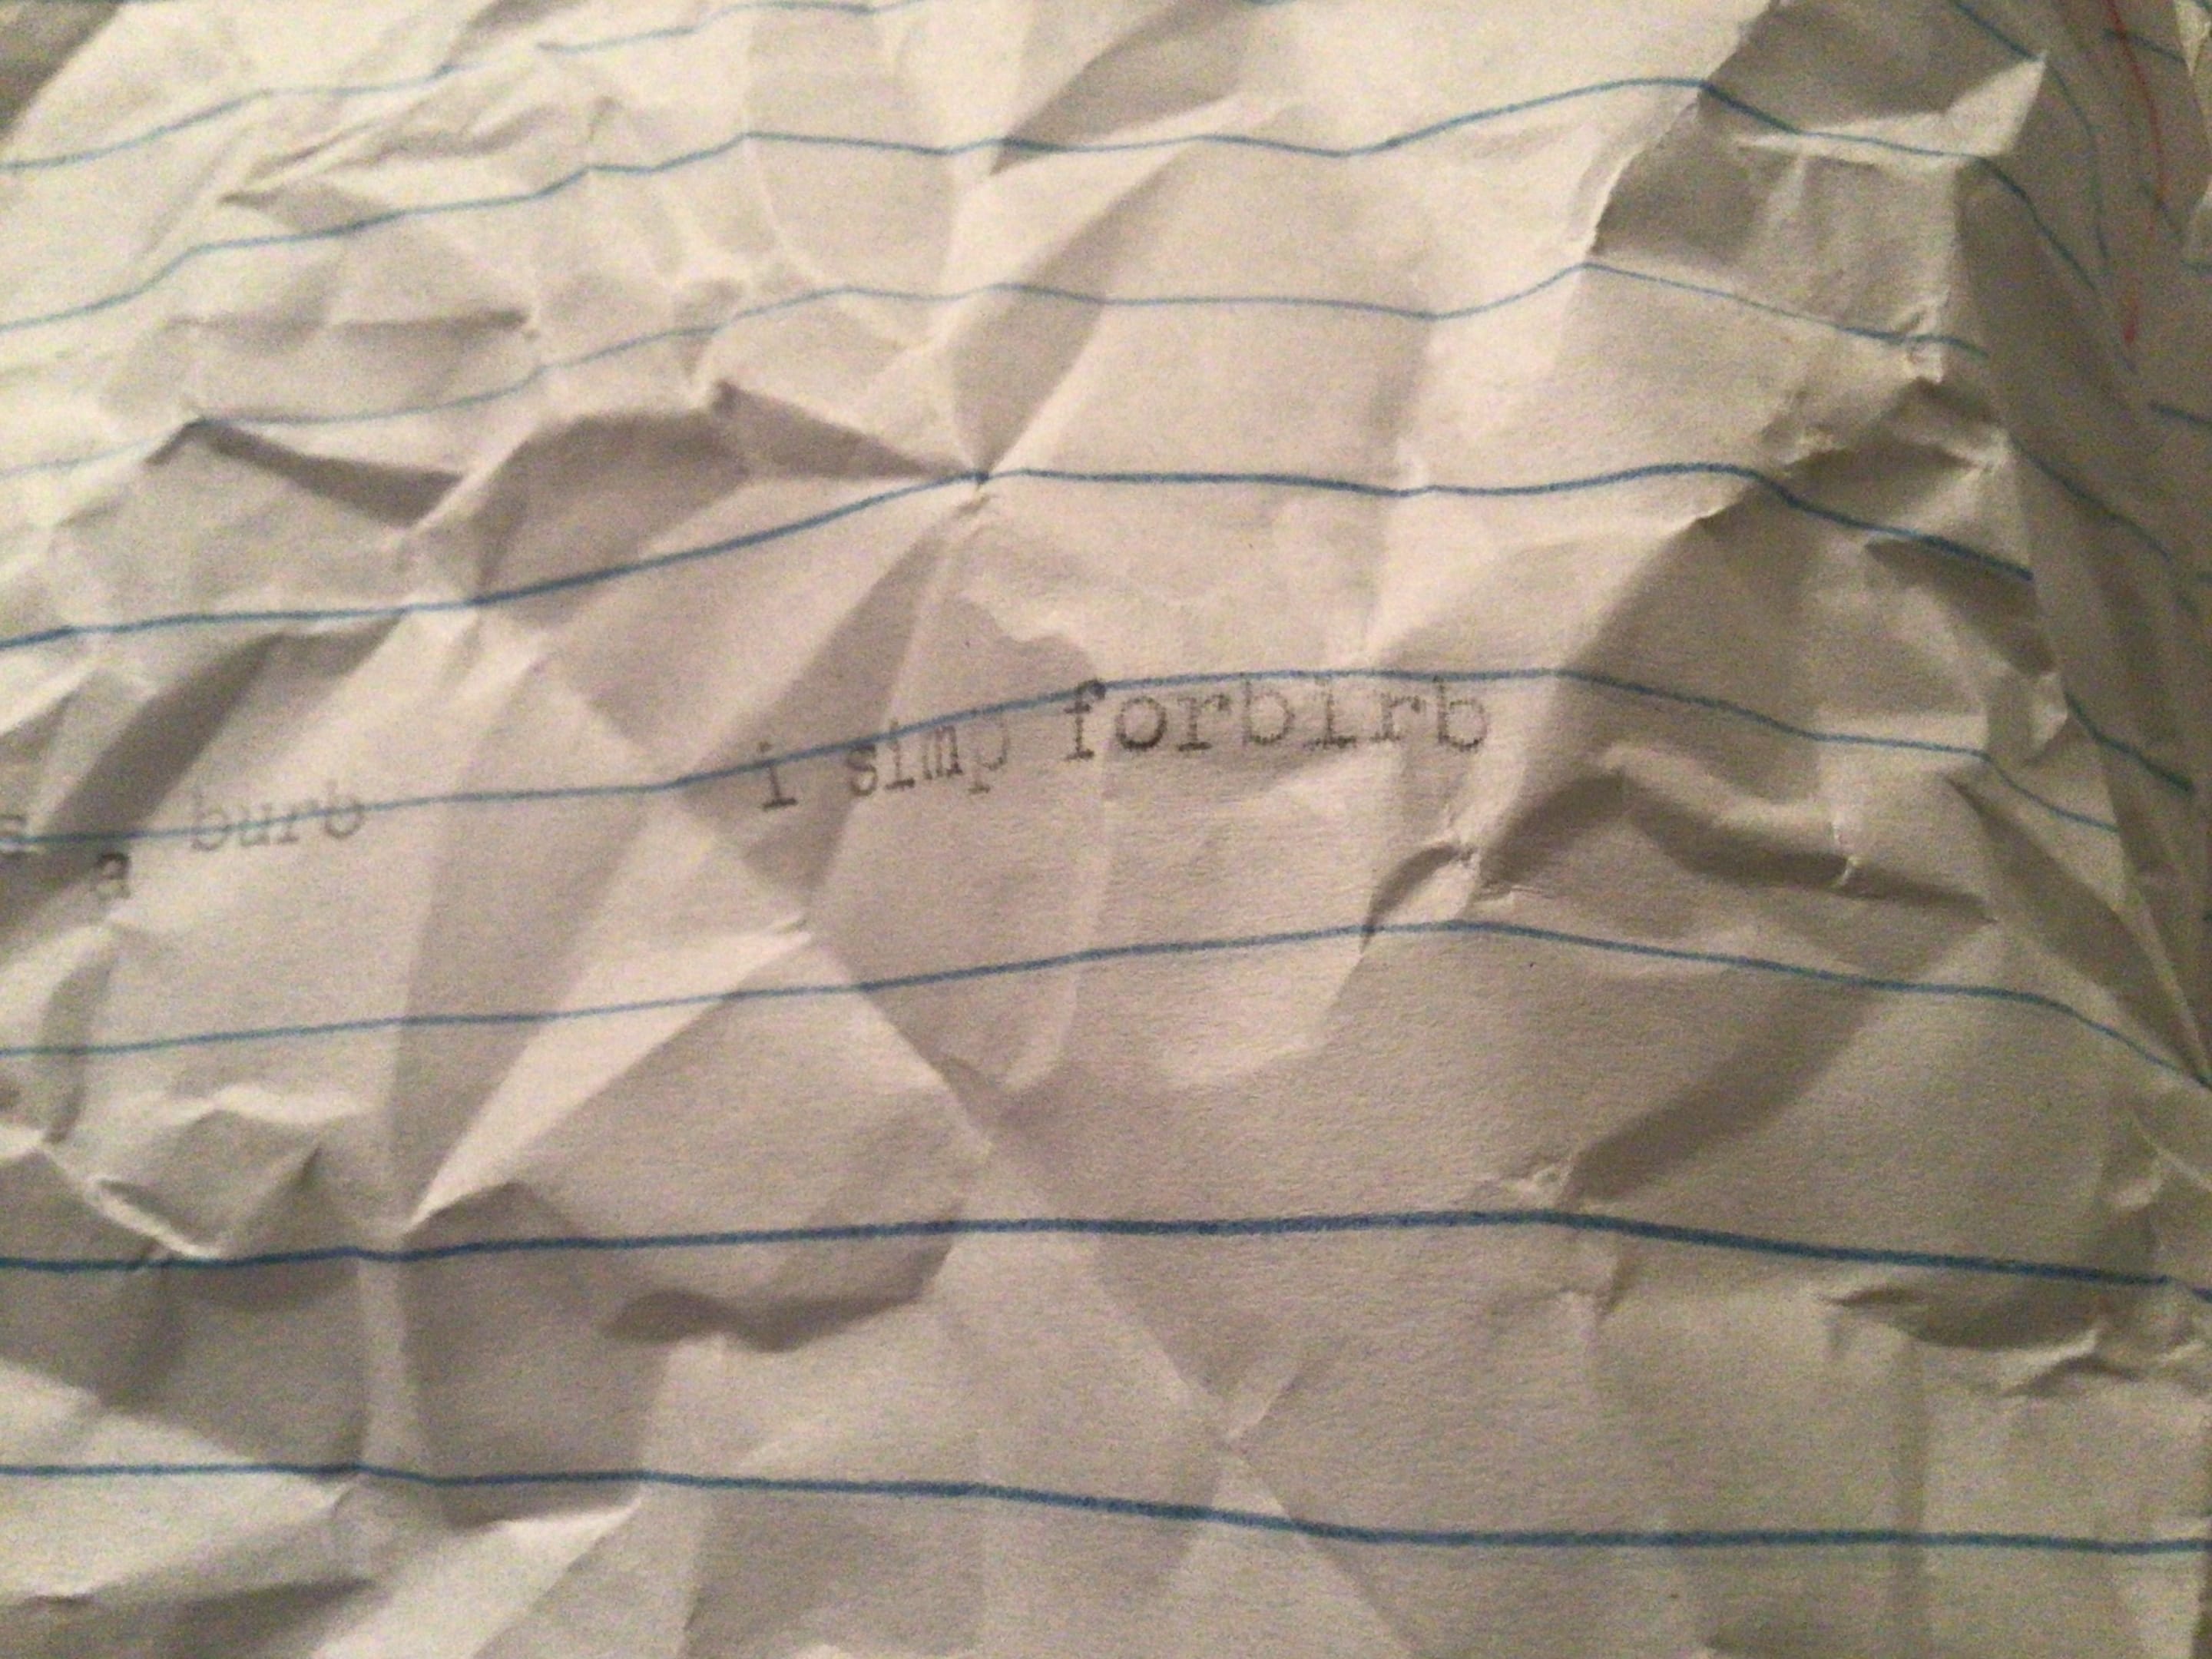 s a burb i simp forbirb